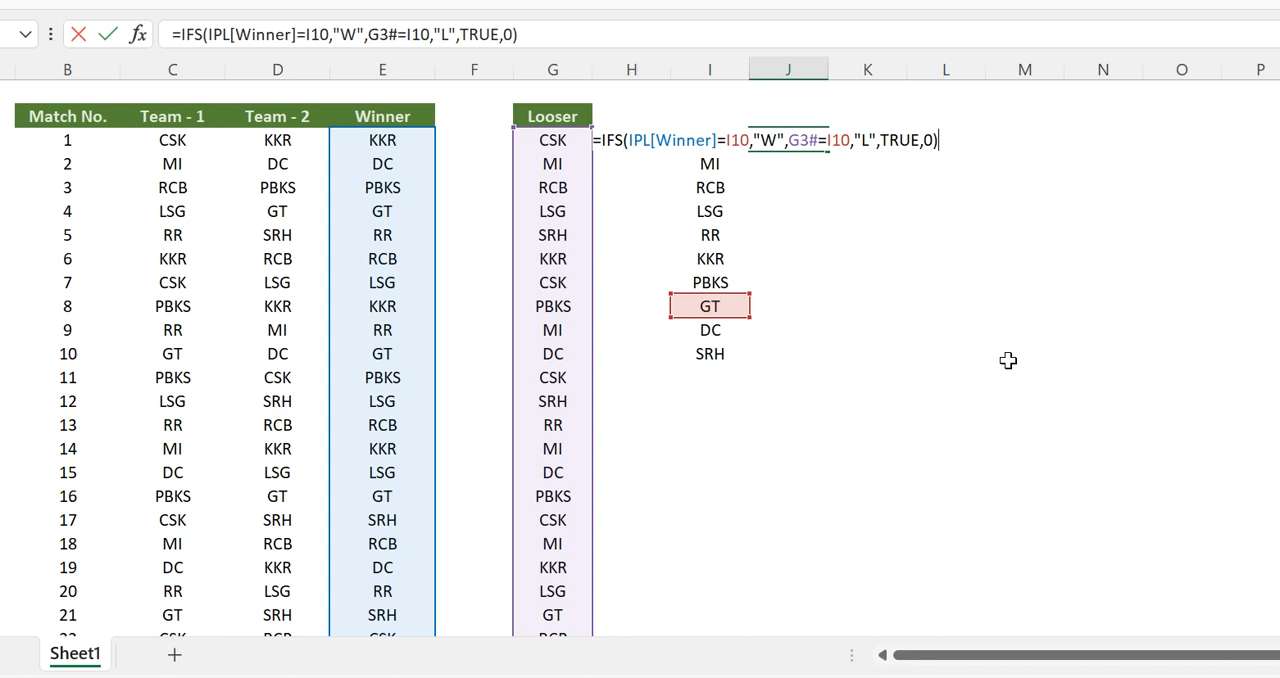 =IFS(IPL[Winner]=I10,"W",G3#=I10,"L",TRUE,0)
B C D E F G H I J K L M N O P
Match No. Team - 1 Team - 2 Winner Looser
1 CSK KKR KKR CSK =IFS(IPL[Winner]=I10,"W",G3#=I10,"L",TRUE,0)
2 MI DC DC MI MI
3 RCB PBKS PBKS RCB RCB
4 LSG GT GT LSG LSG
5 RR SRH RR SRH RR
6 KKR RCB RCB KKR KKR
7 CSK LSG LSG CSK PBKS
8 PBKS KKR KKR PBKS GT
9 RR MI RR MI DC
10 GT DC GT DC SRH
11 PBKS CSK PBKS CSK
12 LSG SRH LSG SRH
13 RR RCB RCB RR
14 MI KKR KKR MI
15 DC LSG LSG DC
16 PBKS GT GT PBKS
17 CSK SRH SRH CSK
18 MI RCB RCB MI
19 DC KKR DC KKR
20 RR LSG RR LSG
21 GT SRH SRH GT
Sheet1